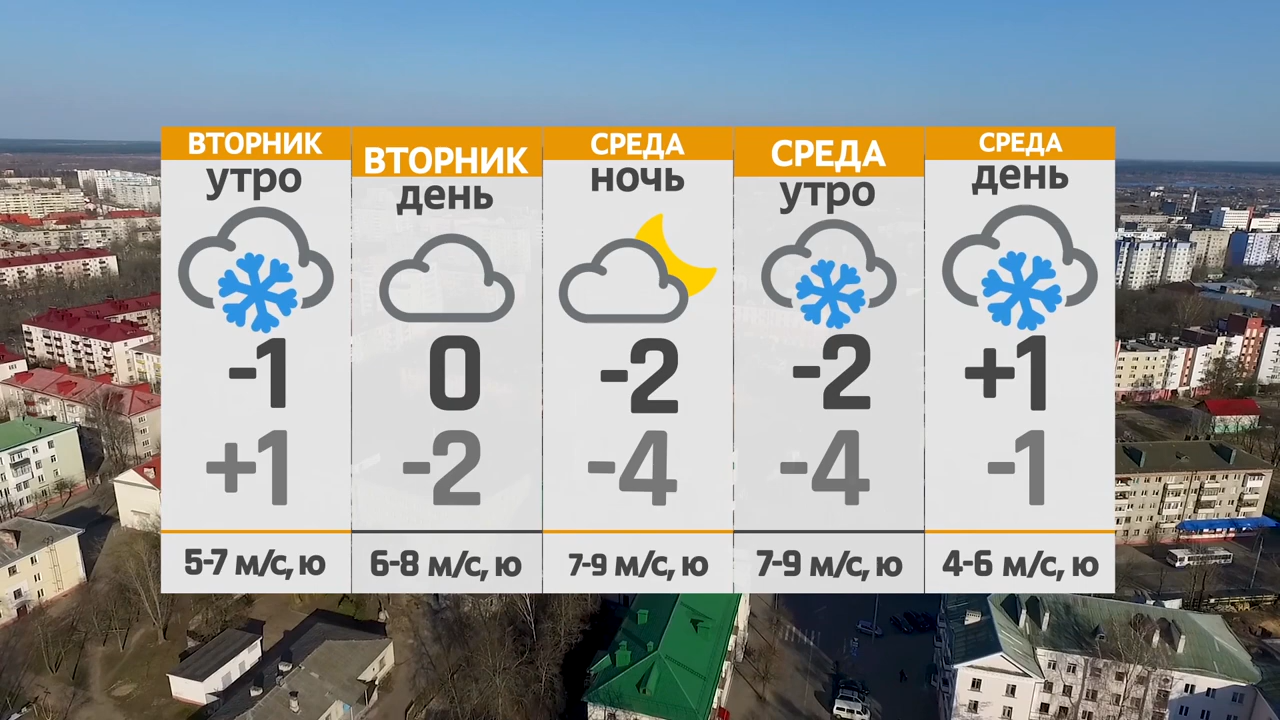 ВТОРНИК
утро
-1
+1
5-7 м/с, ю
ВТОРНИК
день
0
-2
6-8 м/с, ю
СРЕДА
ночь
-2
-4
7-9 м/с, ю
СРЕДА
утро
-2
-4
7-9 м/с, ю
СРЕДА
день
+1
-1
4-6 м/с, ю